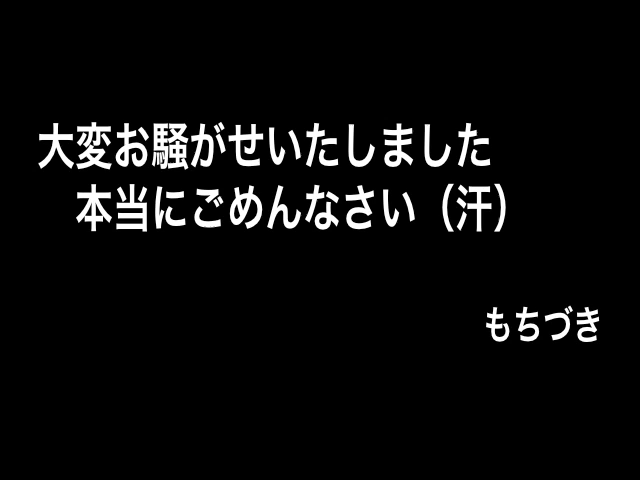 大変お騒がせいたしました
本当にごめんなさい（汗）
もちづき